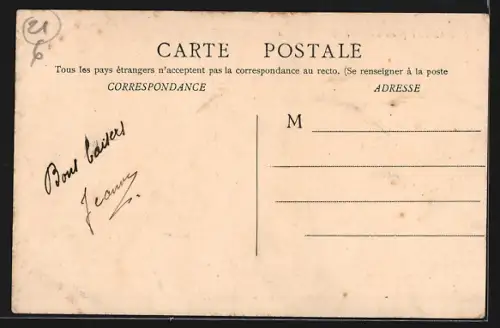 21
6
CARTE POSTALE
Tous les pays étrangers n'acceptent pas la correspondance au recto. (Se renseigner à la poste
CORRESPONDANCE
ADRESSE
M
Bons baisers
Jeanne